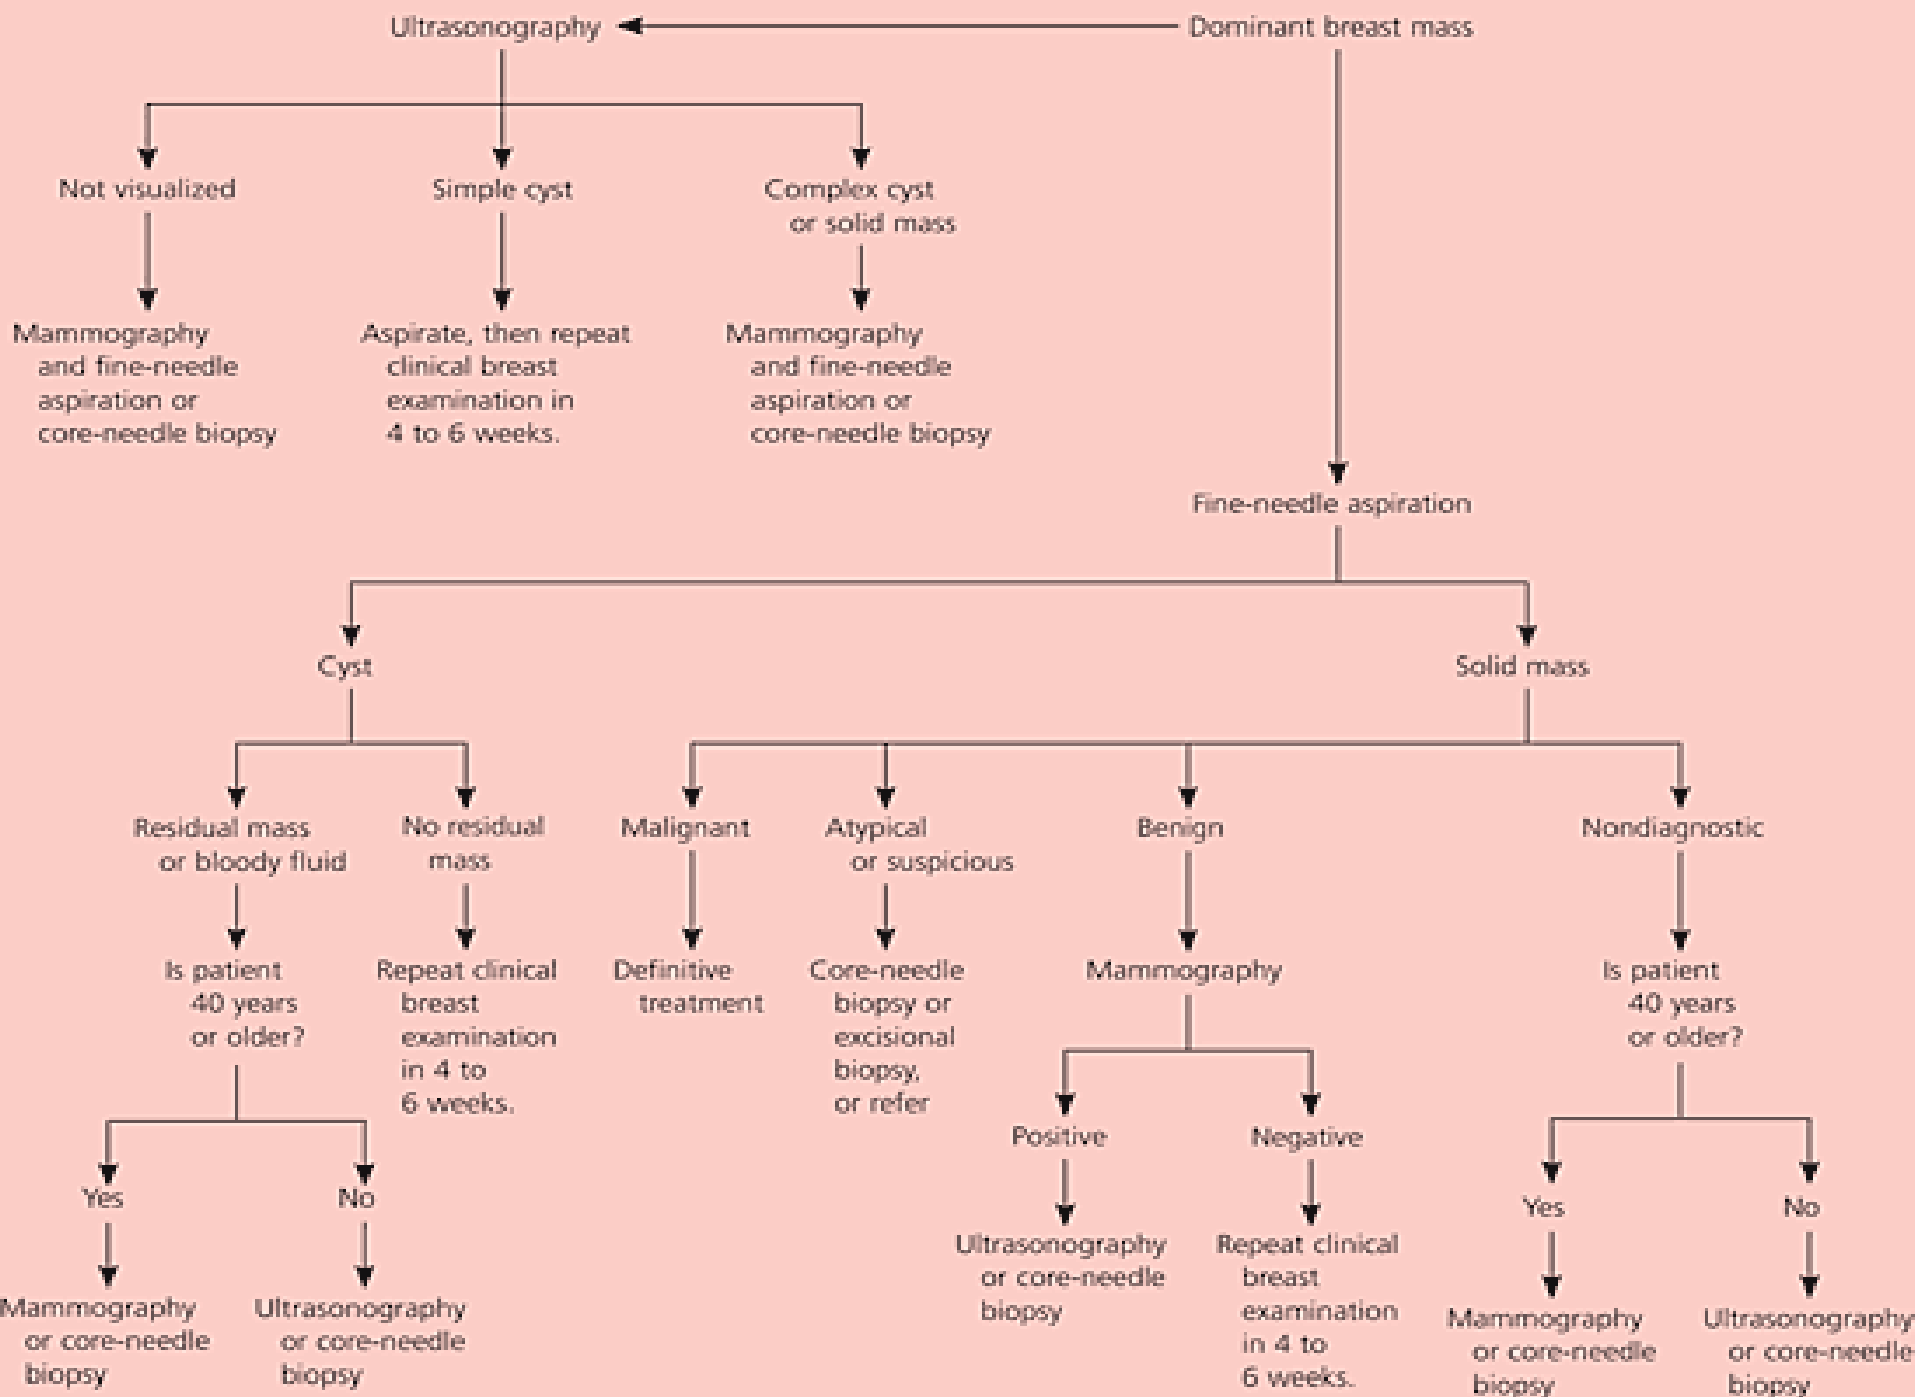 Ultrasonography
Dominant breast mass
Not visualized
Simple cyst
Complex cyst
or solid mass
Mammography
and fine-needle
aspiration or
core-needle biopsy
Aspirate, then repeat
clinical breast
examination in
4 to 6 weeks.
Mammography
and fine-needle
aspiration or
core-needle biopsy
Fine-needle aspiration
Cyst
Solid mass
Residual mass
or bloody fluid
No residual
mass
Malignant
Atypical
or suspicious
Benign
Nondiagnostic
Is patient
40 years
or older?
Repeat clinical
breast
examination
in 4 to
6 weeks.
Definitive
treatment
Core-needle
biopsy or
excisional
biopsy,
or refer
Mammography
Is patient
40 years
or older?
Positive
Negative
Yes
No
Yes
No
Mammography
or core-needle
biopsy
Ultrasonography
or core-needle
biopsy
Ultrasonography
or core-needle
biopsy
Repeat clinical
breast
examination
in 4 to
6 weeks.
Mammography
or core-needle
biopsy
Ultrasonography
or core-needle
biopsy